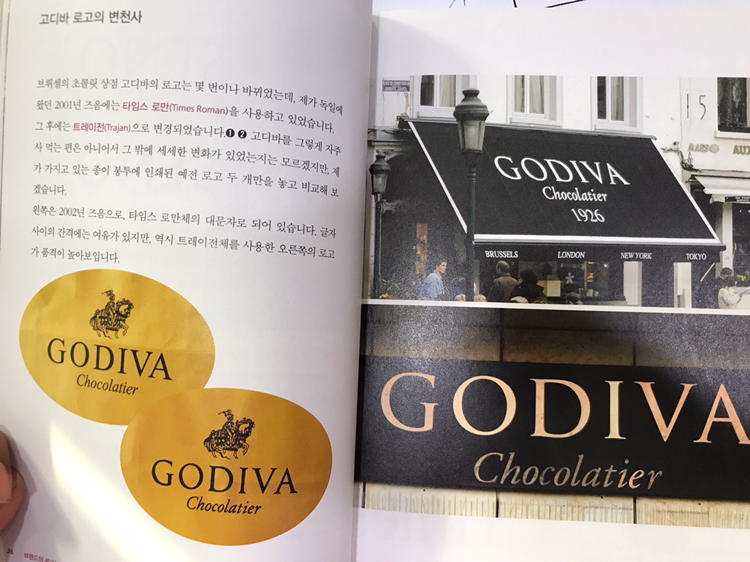 고디바 로고의 변천사
브뤼셀의 초콜릿 상점 고디바의 로고는 몇 번이나 바뀌었는데, 제가 독일에
왔던 2001년 즈음에는 타임스 로만(Times Roman)을 사용하고 있었습니다.
그 후에는 트레이전(Trajan)으로 변경되었습니다.❶ ❷ 고디바를 그렇게 자주
사 먹는 편은 아니어서 그 밖에 세세한 변화가 있었는지는 모르겠지만, 제
가 가지고 있는 종이 봉투에 인쇄된 예전 로고 두 개만을 놓고 비교해 보
겠습니다.
왼쪽은 2002년 즈음으로, 타임스 로만체의 대문자로 되어 있습니다. 글자
사이의 간격에는 여유가 있지만, 역시 트레이전체를 사용한 오른쪽의 로고
가 품격이 높아보입니다.
GODIVA
Chocolatier
GODIVA
Chocolatier
15
GODIVA
Chocolatier
1926
BRUSSELS LONDON NEW YORK TOKYO
GODIVA
Chocolatier